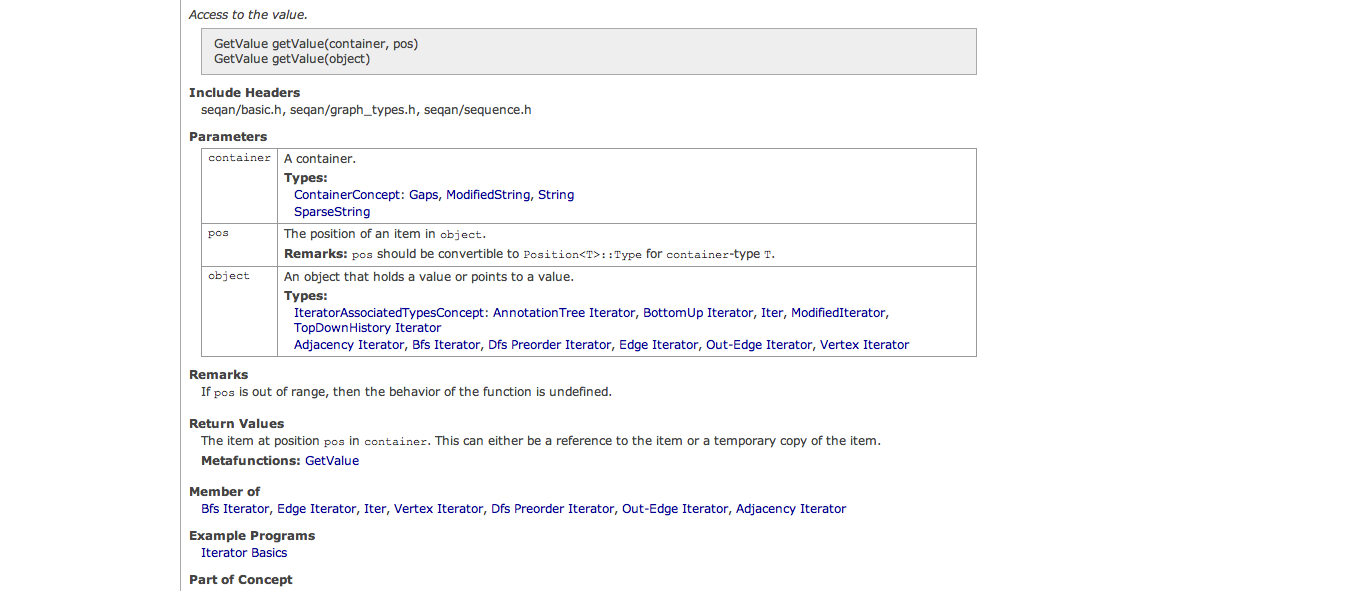 Access to the value.
GetValue getValue(container, pos)
GetValue getValue(object)
Include Headers
seqan/basic.h, seqan/graph_types.h, seqan/sequence.h
Parameters
container
A container.
Types:
ContainerConcept: Gaps, ModifiedString, String
SparseString
pos
The position of an item in object.
Remarks: pos should be convertible to Position<T>::Type for container-type T.
object
An object that holds a value or points to a value.
Types:
IteratorAssociatedTypesConcept: AnnotationTree Iterator, BottomUp Iterator, Iter, ModifiedIterator,
TopDownHistory Iterator
Adjacency Iterator, Bfs Iterator, Dfs Preorder Iterator, Edge Iterator, Out-Edge Iterator, Vertex Iterator
Remarks
If pos is out of range, then the behavior of the function is undefined.
Return Values
The item at position pos in container. This can either be a reference to the item or a temporary copy of the item.
Metafunctions: GetValue
Member of
Bfs Iterator, Edge Iterator, Iter, Vertex Iterator, Dfs Preorder Iterator, Out-Edge Iterator, Adjacency Iterator
Example Programs
Iterator Basics
Part of Concept